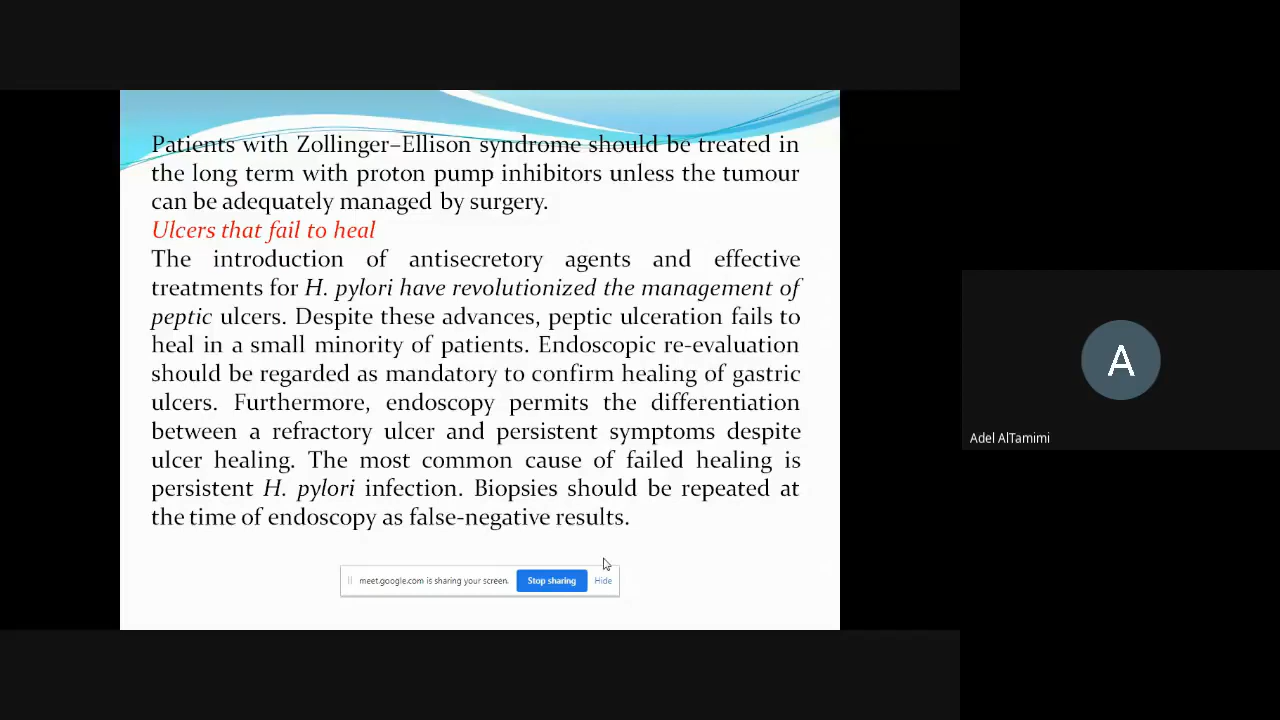 Patients with Zollinger–Ellison syndrome should be treated in
the long term with proton pump inhibitors unless the tumour
can be adequately managed by surgery.
Ulcers that fail to heal
The introduction of antisecretory agents and effective
treatments for H. pylori have revolutionized the management of
peptic ulcers. Despite these advances, peptic ulceration fails to
heal in a small minority of patients. Endoscopic re-evaluation
should be regarded as mandatory to confirm healing of gastric
ulcers. Furthermore, endoscopy permits the differentiation
between a refractory ulcer and persistent symptoms despite
ulcer healing. The most common cause of failed healing is
persistent H. pylori infection. Biopsies should be repeated at
the time of endoscopy as false-negative results.
meet.google.com is sharing your screen. Stop sharing Hide
A
Adel AlTamimi